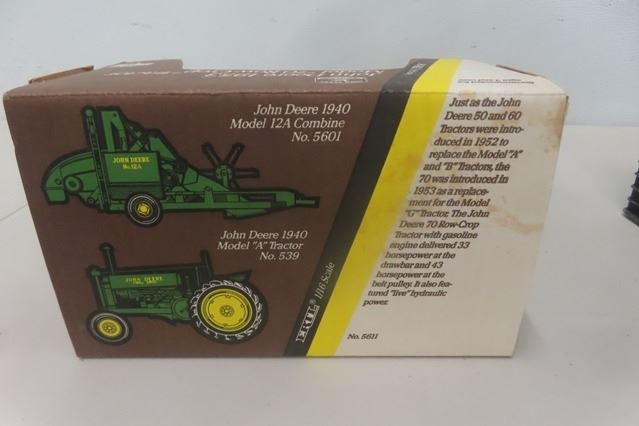 John Deere 1940
Model 12A Combine
No. 5601
JOHN DEERE
No. 12A
John Deere 1940
Model "A" Tractor
No. 539
JOHN DEERE
ERTL®
1/16 Scale
Just as the John
Deere 50 and 60
Tractors were intro-
duced in 1952 to
replace the Model "A"
and "B" Tractors, the
70 was introduced in
1953 as a replace-
ment for the Model
"G" Tractor. The John
Deere 70 Row-Crop
Tractor with gasoline
engine delivered 33
horsepower at the
drawbar and 43
horsepower at the
belt pulley. It also fea-
tured "live" hydraulic
power.
No. 5611